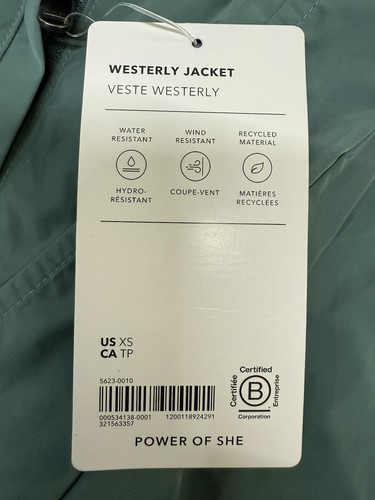 WESTERLY JACKET
VESTE WESTERLY
WATER
RESISTANT
WIND
RESISTANT
RECYCLED
MATERIAL
HYDRO-
RÉSISTANT
COUPE-VENT
MATIÈRES
RECYCLÉES
US XS
CA TP
S623-0010
000534138-0001 1200118924291
321563357
Certified
Certifiée
B
Entreprise
Corporation
POWER OF SHE